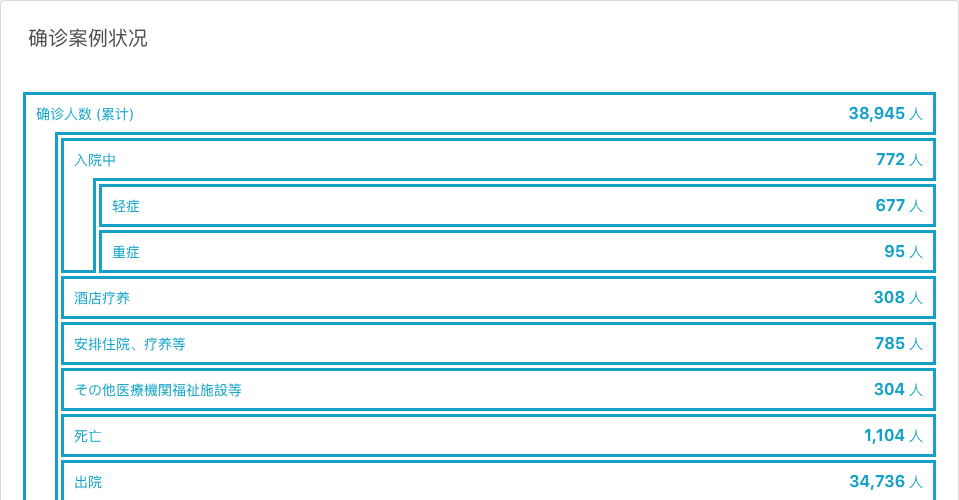 确诊案例状况
确诊人数 (累计) 38,945 人
入院中 772 人
轻症 677 人
重症 95 人
酒店疗养 308 人
安排住院、疗养等 785 人
その他医療機関福祉施設等 304 人
死亡 1,104 人
出院 34,736 人